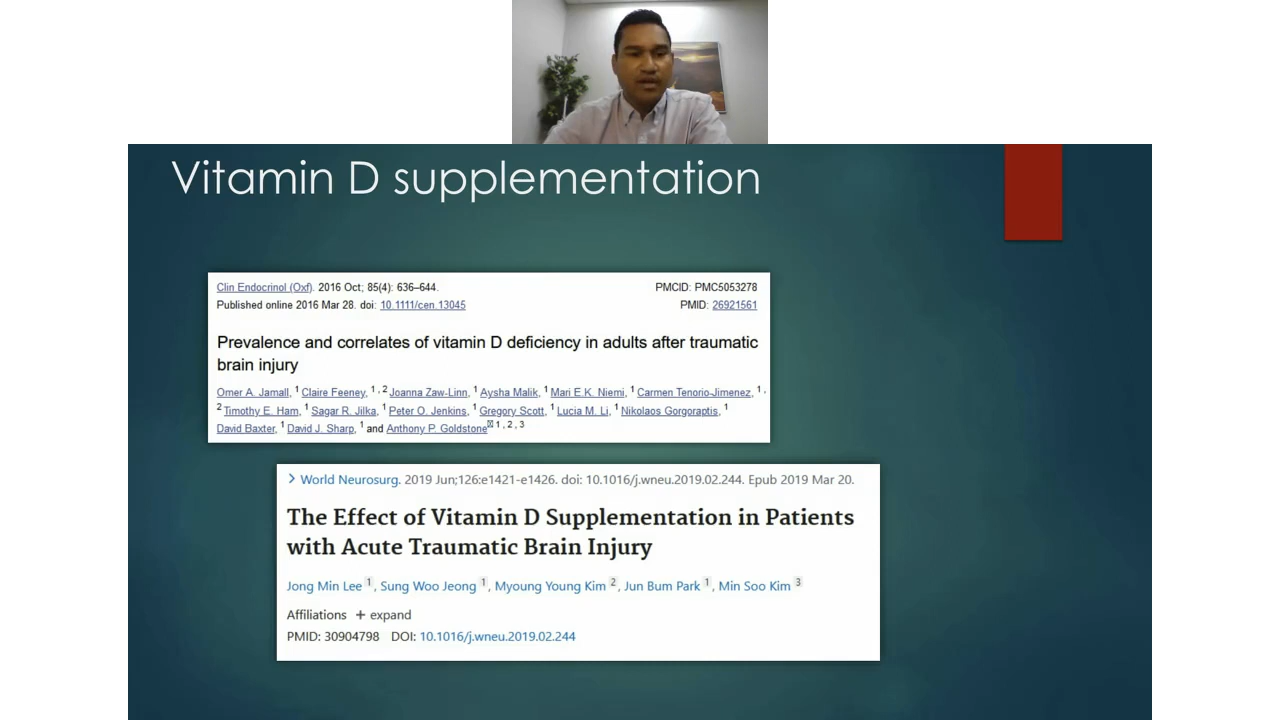 Vitamin D supplementation
Clin Endocrinol (Oxf). 2016 Oct; 85(4): 636–644.
PMCID: PMC5053278
Published online 2016 Mar 28. doi: 10.1111/cen.13045
PMID: 26921561
Prevalence and correlates of vitamin D deficiency in adults after traumatic
brain injury
Omer A. Jamall, 1 Claire Feeney, 1 , 2 Joanna Zaw-Linn, 1 Aysha Malik, 1 Mari E.K. Niemi, 1 Carmen Tenorio-Jimenez, 1 ,
2 Timothy E. Ham, 1 Sagar R. Jilka, 1 Peter O. Jenkins, 1 Gregory Scott, 1 Lucia M. Li, 1 Nikolaos Gorgoraptis, 1
David Baxter, 1 David J. Sharp, 1 and Anthony P. Goldstone 1 , 2 , 3
> World Neurosurg. 2019 Jun;126:e1421-e1426. doi: 10.1016/j.wneu.2019.02.244. Epub 2019 Mar 20.
The Effect of Vitamin D Supplementation in Patients
with Acute Traumatic Brain Injury
Jong Min Lee 1 , Sung Woo Jeong 1 , Myoung Young Kim 2 , Jun Bum Park 1 , Min Soo Kim 3
Affiliations + expand
PMID: 30904798 DOI: 10.1016/j.wneu.2019.02.244